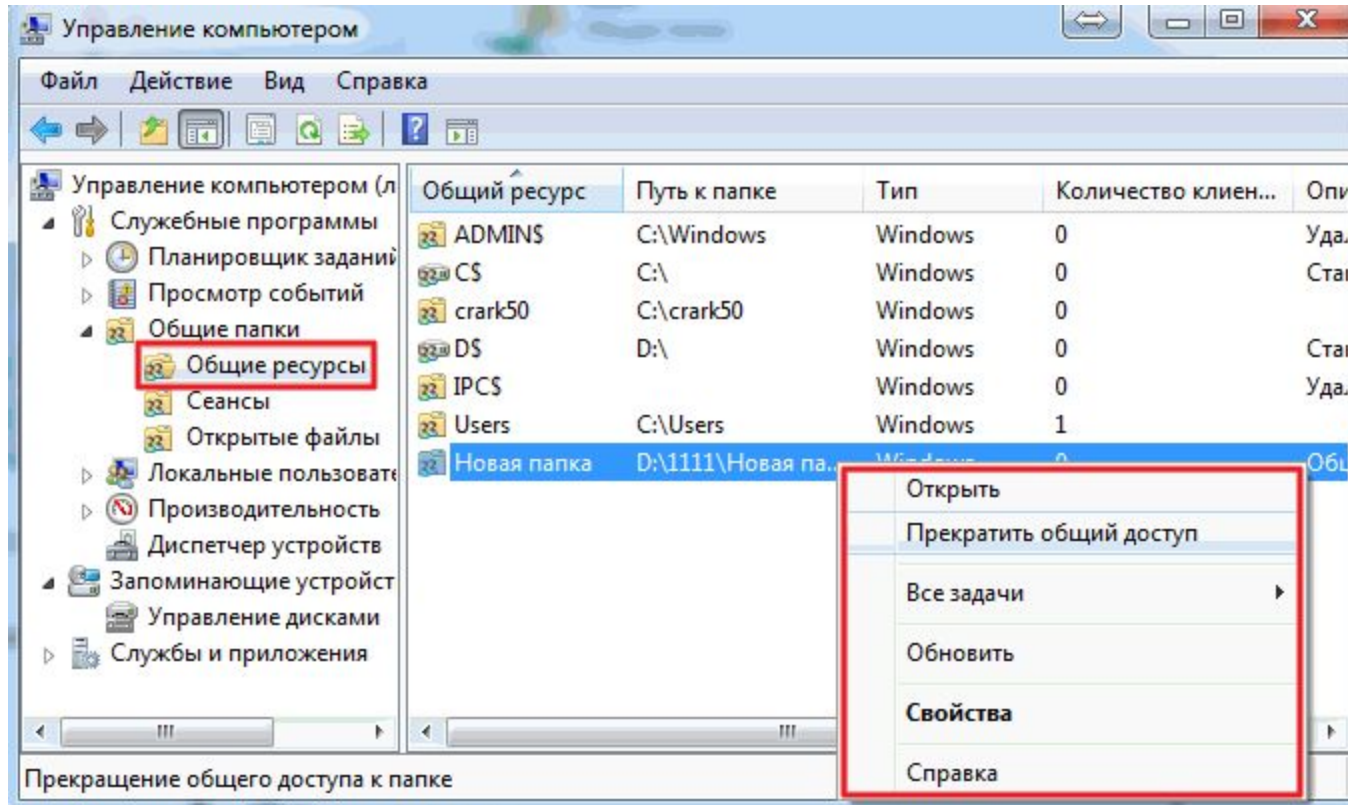 Управление компьютером
Файл Действие Вид Справка
Управление компьютером (л
Служебные программы
Планировщик заданий
Просмотр событий
Общие папки
Общие ресурсы
Сеансы
Открытые файлы
Локальные пользовате
Производительность
Диспетчер устройств
Запоминающие устройст
Управление дисками
Службы и приложения
Общий ресурс Путь к папке Тип Количество клиен... Опи
ADMIN$ C:\Windows Windows 0 Уда
C$ C:\ Windows 0 Ста
crark50 C:\crark50 Windows 0
D$ D:\ Windows 0 Ста
IPC$ Windows 0 Уда
Users C:\Users Windows 1
Новая папка D:\1111\Новая па... Windows 0 Общ
Открыть
Прекратить общий доступ
Все задачи
Обновить
Свойства
Справка
Прекращение общего доступа к папке